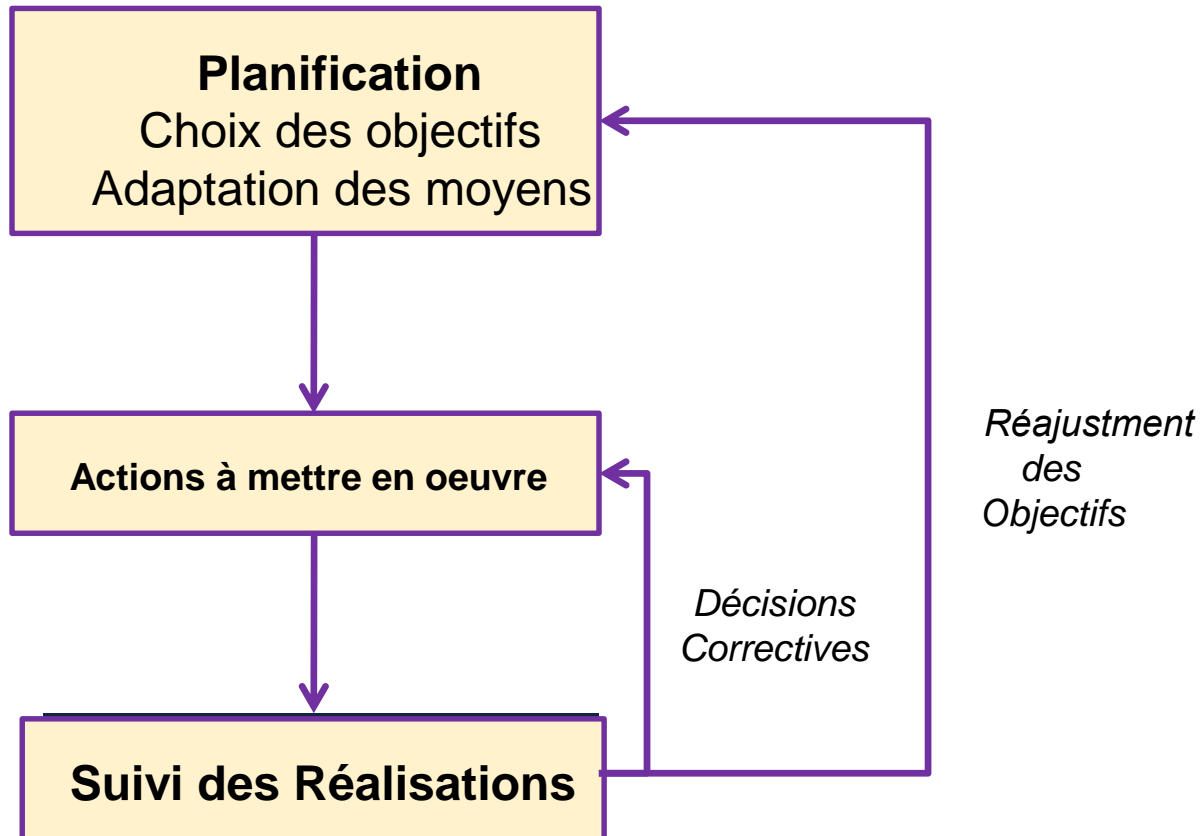 Planification
Choix des objectifs
Adaptation des moyens
Actions à mettre en oeuvre
Réajustment
des
Objectifs
Décisions
Correctives
Suivi des Réalisations